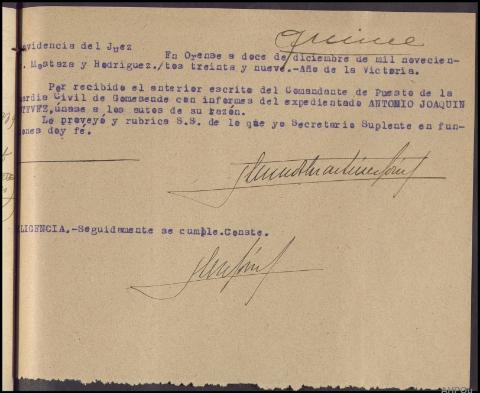 quince
videncia del Juez
En Orense a doce de diciembre de mil novecien-
. Mostaza y Rodriguez./tos treinta y nueve.-Año de la Victoria.
Por recibido el anterior escrito del Comandante de Puesto de la
ardia Civil de Gomesende con informes del expedientado ANTONIO JOAQUIN
únase a los autos de su razón.
Lo proveyó y rubrica S.S. de lo que yo Secretario Suplente en fun-
ones doy fé.
LIGENCIA.-Seguidamente se cumple.Conste.